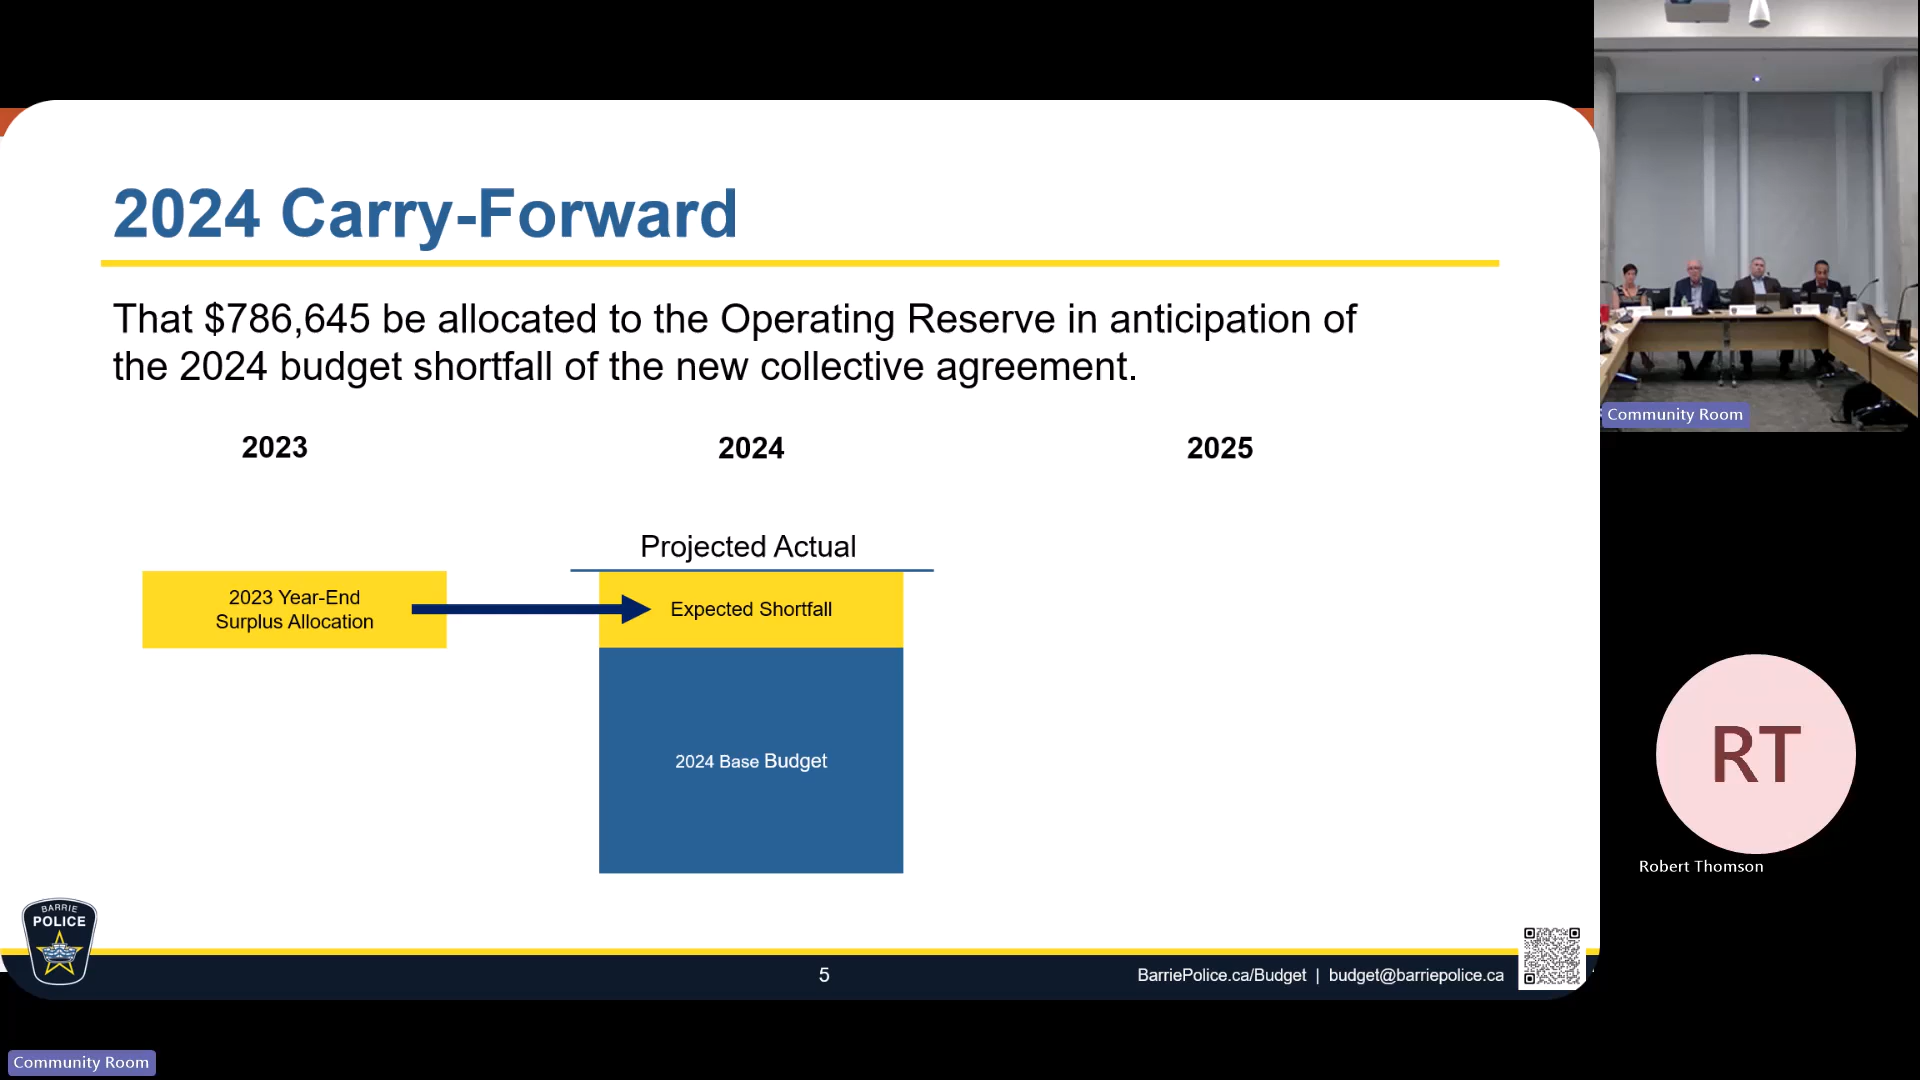 2024 Carry-Forward
That $786,645 be allocated to the Operating Reserve in anticipation of
the 2024 budget shortfall of the new collective agreement.
2023
2024
2025
Projected Actual
2023 Year-End
Surplus Allocation
Expected Shortfall
2024 Base Budget
BARRIE
POLICE
5
BarriePolice.ca/Budget | budget@barriepolice.ca
Community Room
RT
Robert Thomson
Community Room